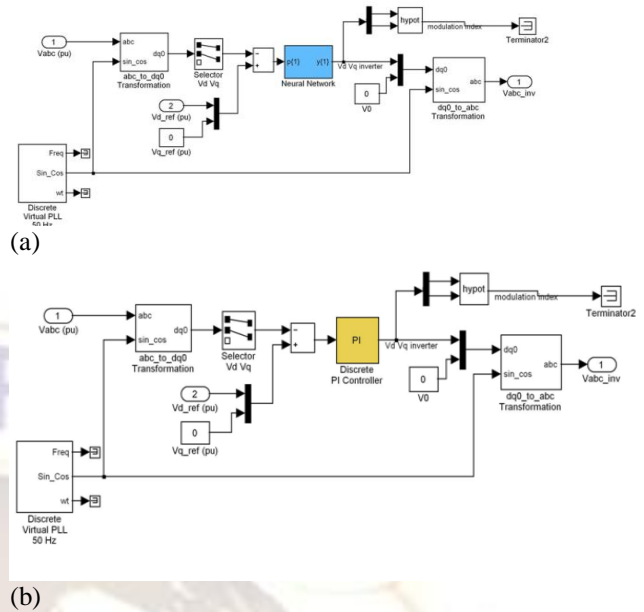 hypot
modulation index
Terminator2
1
Vabc (pu)
abc
sin_cos
dq0
abc_to_dq0
Transformation
Selector
Vd Vq
−
+
p{1}
y{1}
Neural Network
Vd Vq inverter
0
V0
dq0
sin_cos
abc
dq0_to_abc
Transformation
1
Vabc_inv
2
Vd_ref (pu)
0
Vq_ref (pu)
Freq
Sin_Cos
wt
Discrete
Virtual PLL
50 Hz
(a)
hypot
modulation index
Terminator2
1
Vabc (pu)
abc
sin_cos
dq0
abc_to_dq0
Transformation
Selector
Vd Vq
−
+
PI
Discrete
PI Controller
Vd Vq inverter
0
V0
dq0
sin_cos
abc
dq0_to_abc
Transformation
1
Vabc_inv
2
Vd_ref (pu)
0
Vq_ref (pu)
Freq
Sin_Cos
wt
Discrete
Virtual PLL
50 Hz
(b)